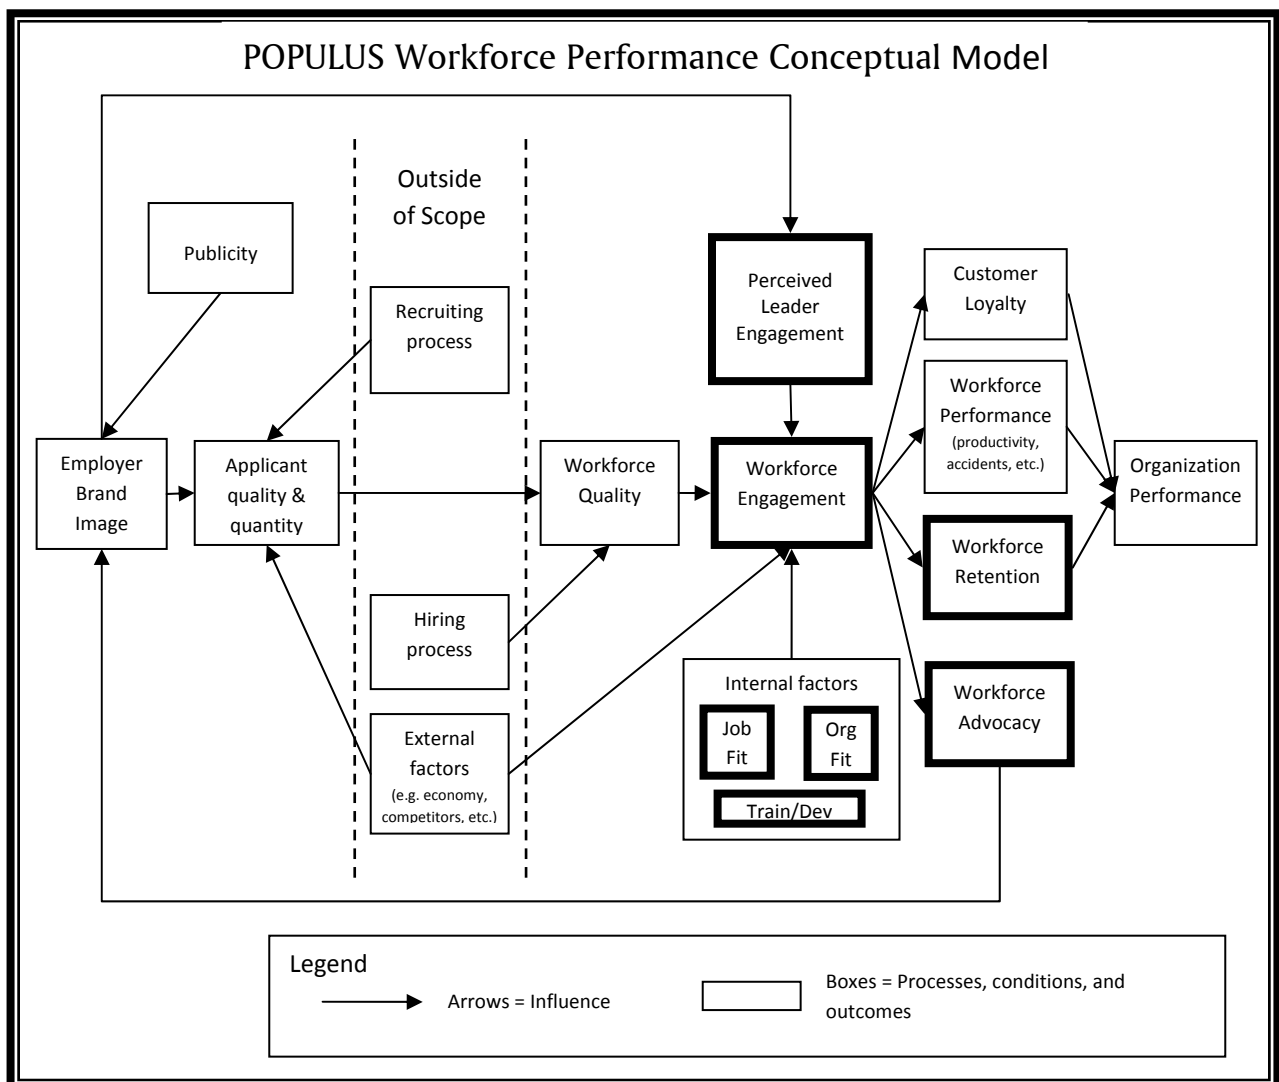 POPULUS Workforce Performance Conceptual Model
Outside
of Scope
Publicity
Recruiting
process
Perceived
Leader
Engagement
Customer
Loyalty
Workforce
Performance
(productivity,
accidents, etc.)
Employer
Brand
Image
Applicant
quality &
quantity
Workforce
Quality
Workforce
Engagement
Organization
Performance
Workforce
Retention
Hiring
process
External
factors
(e.g. economy,
competitors, etc.)
Internal factors
Job
Fit
Org
Fit
Train/Dev
Workforce
Advocacy
Legend
Arrows = Influence
Boxes = Processes, conditions, and
outcomes